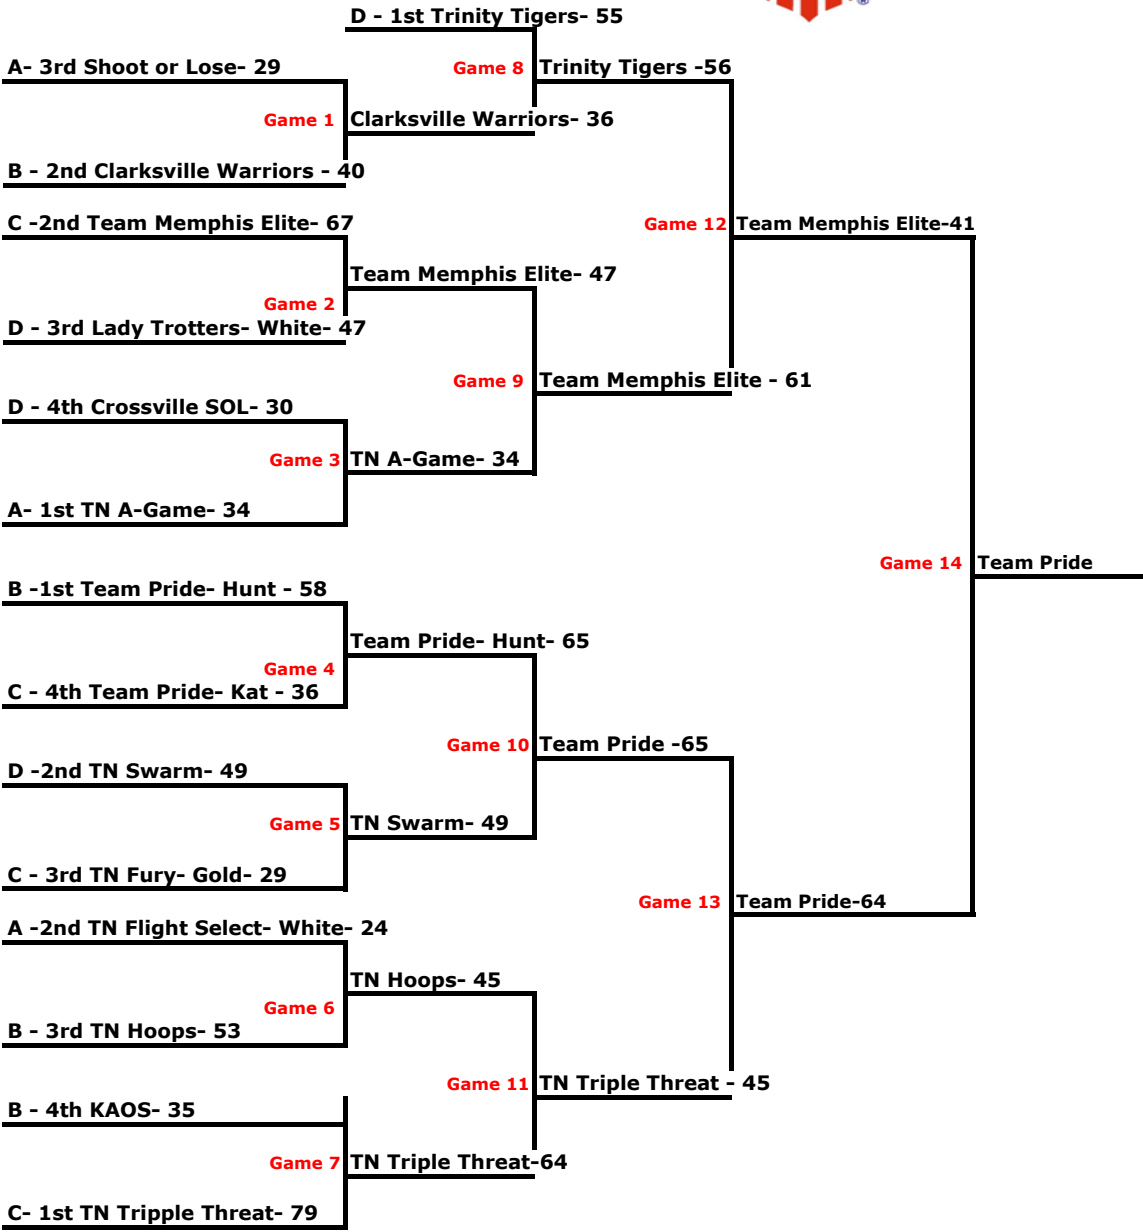 D - 1st Trinity Tigers- 55
A- 3rd Shoot or Lose- 29
Game 8 Trinity Tigers -56
Game 1 Clarksville Warriors- 36
B - 2nd Clarksville Warriors - 40
C -2nd Team Memphis Elite- 67
Game 12 Team Memphis Elite-41
Team Memphis Elite- 47
Game 2
D - 3rd Lady Trotters- White- 47
Game 9 Team Memphis Elite - 61
D - 4th Crossville SOL- 30
Game 3 TN A-Game- 34
A- 1st TN A-Game- 34
Game 14 Team Pride
B -1st Team Pride- Hunt - 58
Team Pride- Hunt- 65
Game 4
C - 4th Team Pride- Kat - 36
Game 10 Team Pride -65
D -2nd TN Swarm- 49
Game 5 TN Swarm- 49
C - 3rd TN Fury- Gold- 29
Game 13 Team Pride-64
A -2nd TN Flight Select- White- 24
TN Hoops- 45
Game 6
B - 3rd TN Hoops- 53
Game 11 TN Triple Threat - 45
B - 4th KAOS- 35
Game 7 TN Triple Threat-64
C- 1st TN Tripple Threat- 79